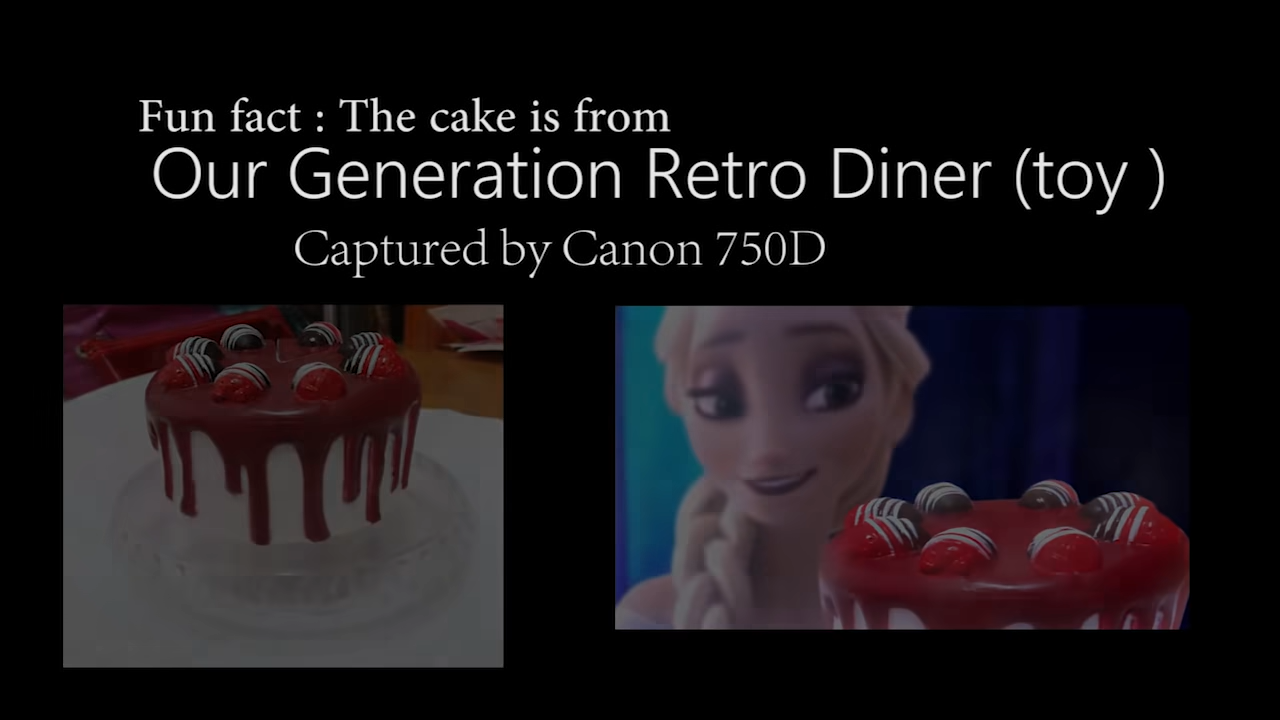 Fun fact : The cake is from
Our Generation Retro Diner (toy )
Captured by Canon 750D